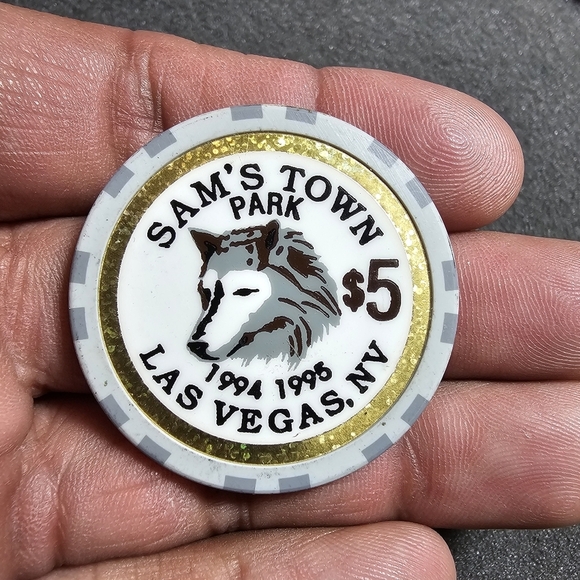 SAM'S TOWN
PARK
$5
1994 1995
LAS VEGAS, NV